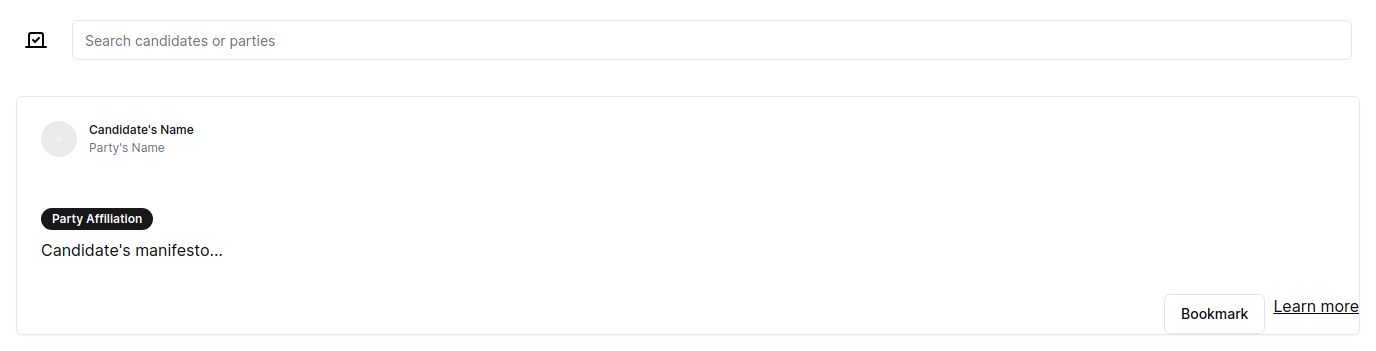 Search candidates or parties
Candidate's Name
Party's Name
Party Affiliation
Candidate's manifesto...
Bookmark Learn more